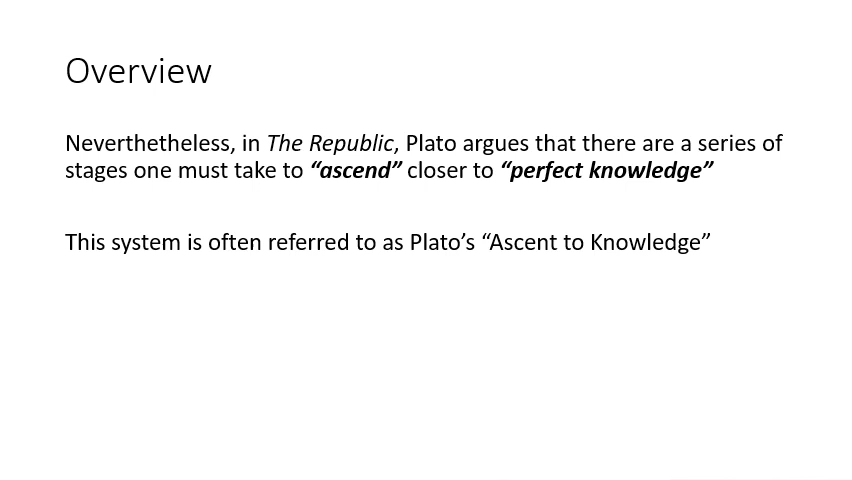 Overview
Neverthetheless, in The Republic, Plato argues that there are a series of
stages one must take to “ascend” closer to “perfect knowledge”
This system is often referred to as Plato’s “Ascent to Knowledge”